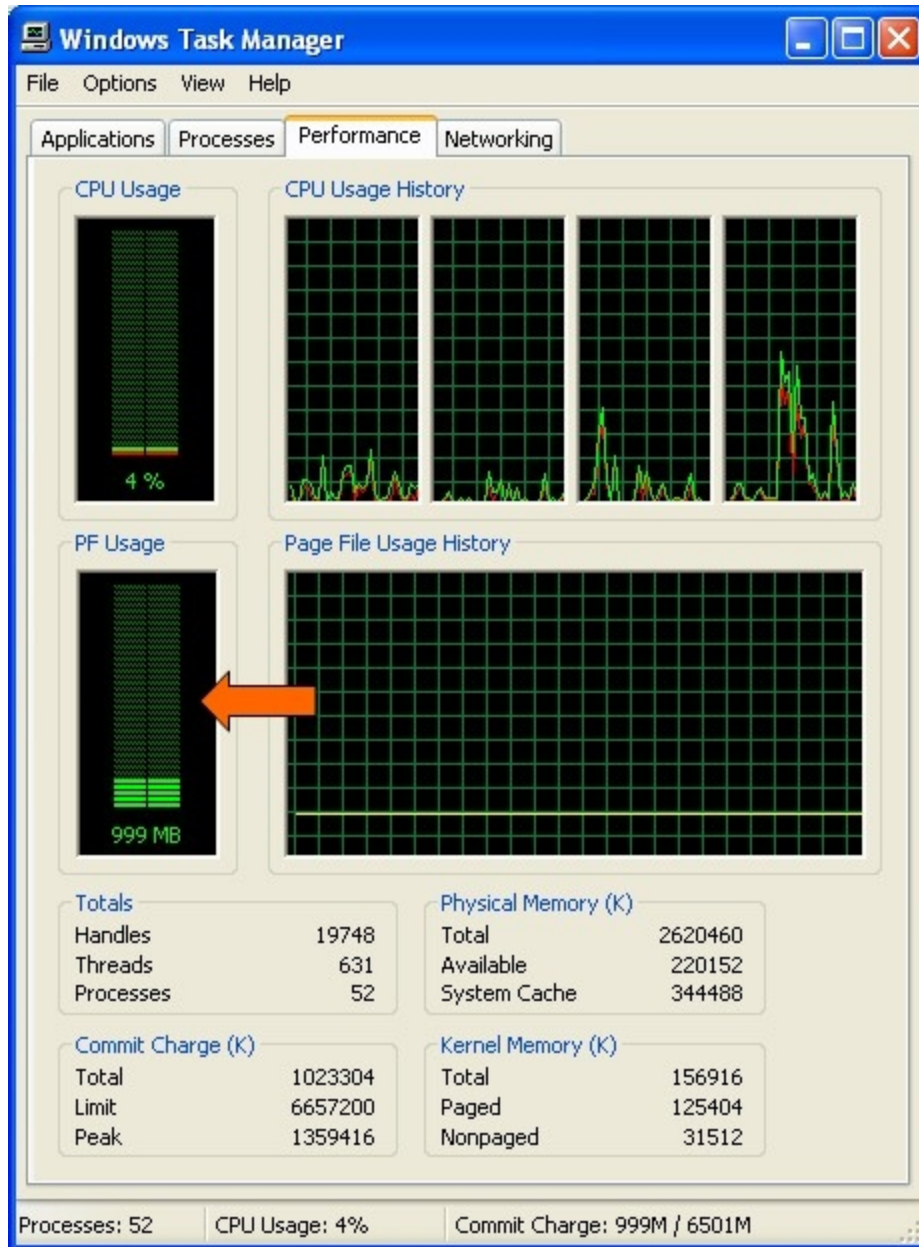 Windows Task Manager
File Options View Help
Applications Processes Performance Networking
CPU Usage
CPU Usage History
4 %
PF Usage
Page File Usage History
999 MB
Totals
Handles 19748
Threads 631
Processes 52
Physical Memory (K)
Total 2620460
Available 220152
System Cache 344488
Commit Charge (K)
Total 1023304
Limit 6657200
Peak 1359416
Kernel Memory (K)
Total 156916
Paged 125404
Nonpaged 31512
Processes: 52 CPU Usage: 4% Commit Charge: 999M / 6501M